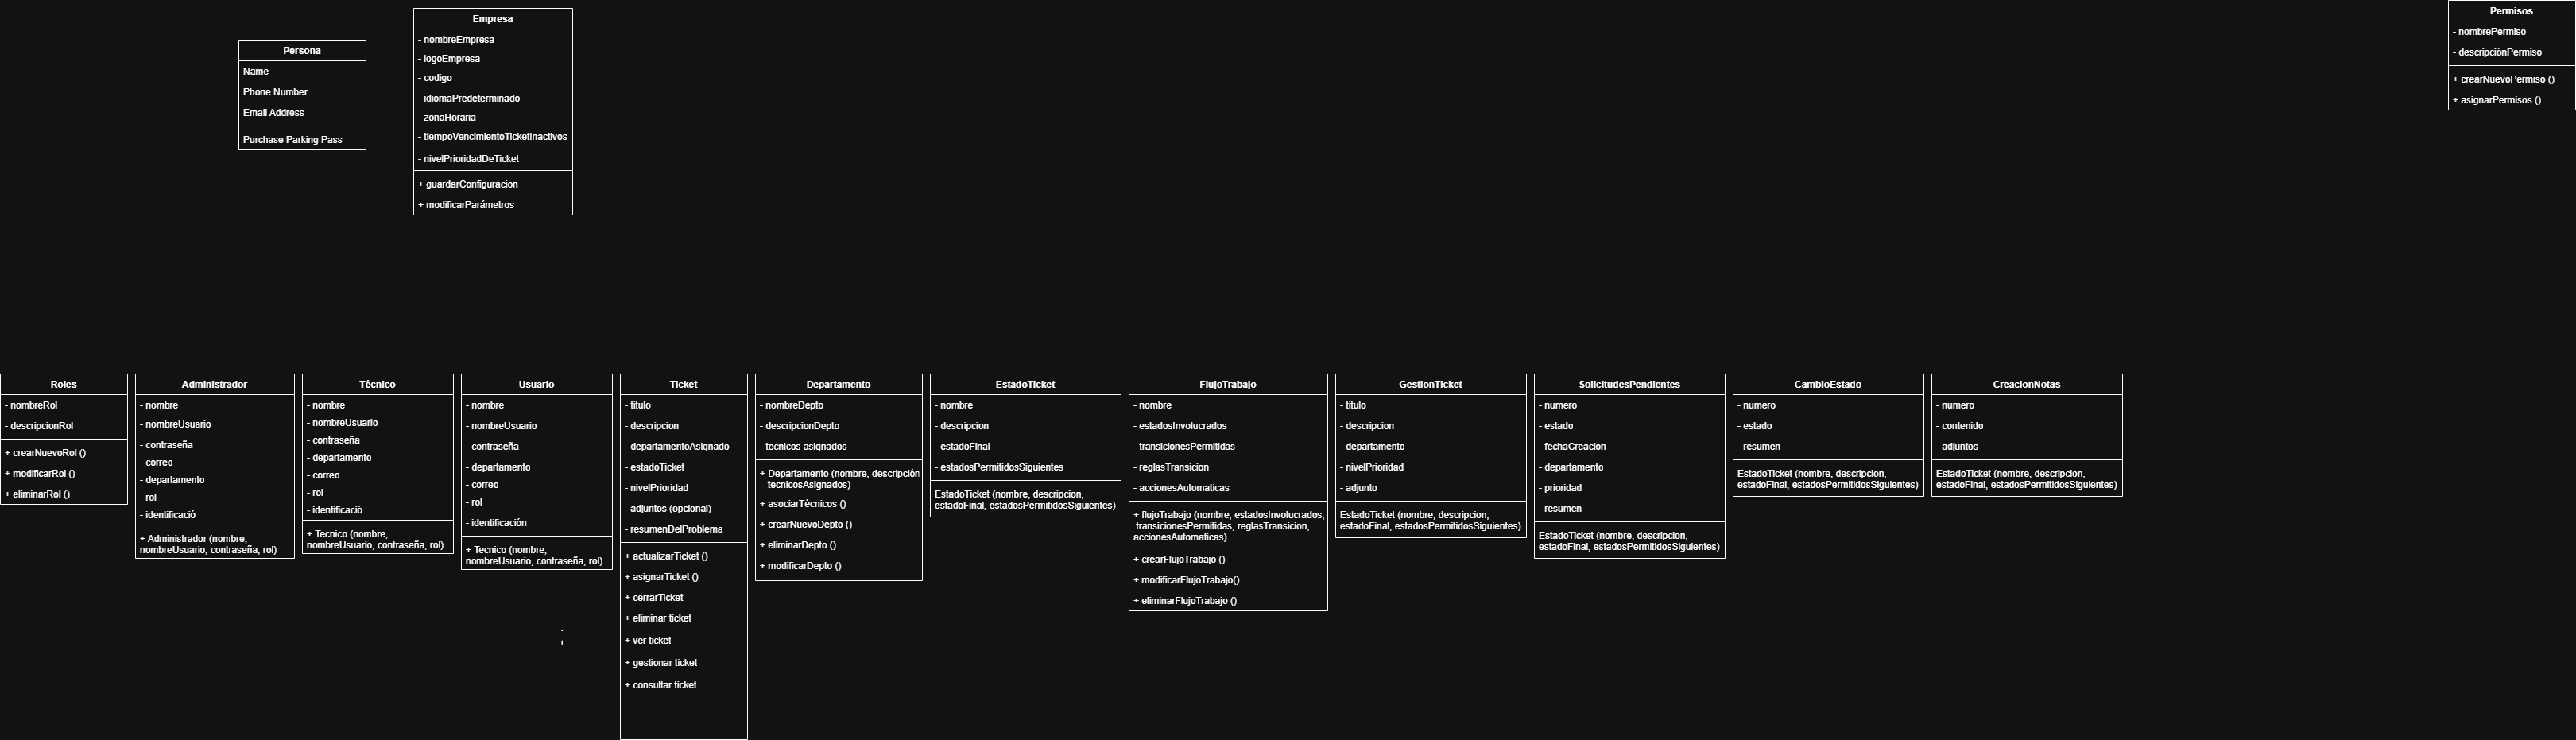 Persona
Name
Phone Number
Email Address
Purchase Parking Pass
Empresa
- nombreEmpresa
- logoEmpresa
- codigo
- idiomaPredeterminado
- zonaHoraria
- tiempoVencimientoTicketInactivos
- nivelPrioridadDeTicket
+ guardarConfiguracion
+ modificarParámetros
Permisos
- nombrePermiso
- descripciónPermiso
+ crearNuevoPermiso ()
+ asignarPermisos ()
Roles
- nombreRol
- descripcionRol
+ crearNuevoRol ()
+ modificarRol ()
+ eliminarRol ()
Administrador
- nombre
- nombreUsuario
- contraseña
- correo
- departamento
- rol
- identificació
+ Administrador (nombre,
nombreUsuario, contraseña, rol)
Técnico
- nombre
- nombreUsuario
- contraseña
- departamento
- correo
- rol
- identificació
+ Tecnico (nombre,
nombreUsuario, contraseña, rol)
Usuario
- nombre
- nombreUsuario
- contraseña
- departamento
- correo
- rol
- identificación
+ Tecnico (nombre,
nombreUsuario, contraseña, rol)
Ticket
- titulo
- descripcion
- departamentoAsignado
- estadoTicket
- nivelPrioridad
- adjuntos (opcional)
- resumenDelProblema
+ actualizarTicket ()
+ asignarTicket ()
+ cerrarTicket
+ eliminar ticket
+ ver ticket
+ gestionar ticket
+ consultar ticket
Departamento
- nombreDepto
- descripcionDepto
- tecnicos asignados
+ Departamento (nombre, descripción
tecnicosAsignados)
+ asociarTécnicos ()
+ crearNuevoDepto ()
+ eliminarDepto ()
+ modificarDepto ()
EstadoTicket
- nombre
- descripcion
- estadoFinal
- estadosPermitidosSiguientes
EstadoTicket (nombre, descripcion,
estadoFinal, estadosPermitidosSiguientes)
FlujoTrabajo
- nombre
- estadosInvolucrados
- transicionesPermitidas
- reglasTransicion
- accionesAutomaticas
+ flujoTrabajo (nombre, estadosInvolucrados,
transicionesPermitidas, reglasTransicion,
accionesAutomaticas)
+ crearFlujoTrabajo ()
+ modificarFlujoTrabajo()
+ eliminarFlujoTrabajo ()
GestionTicket
- titulo
- descripcion
- departamento
- nivelPrioridad
- adjunto
EstadoTicket (nombre, descripcion,
estadoFinal, estadosPermitidosSiguientes)
SolicitudesPendientes
- numero
- estado
- fechaCreacion
- departamento
- prioridad
- resumen
EstadoTicket (nombre, descripcion,
estadoFinal, estadosPermitidosSiguientes)
CambioEstado
- numero
- estado
- resumen
EstadoTicket (nombre, descripcion,
estadoFinal, estadosPermitidosSiguientes)
CreacionNotas
- numero
- contenido
- adjuntos
EstadoTicket (nombre, descripcion,
estadoFinal, estadosPermitidosSiguientes)